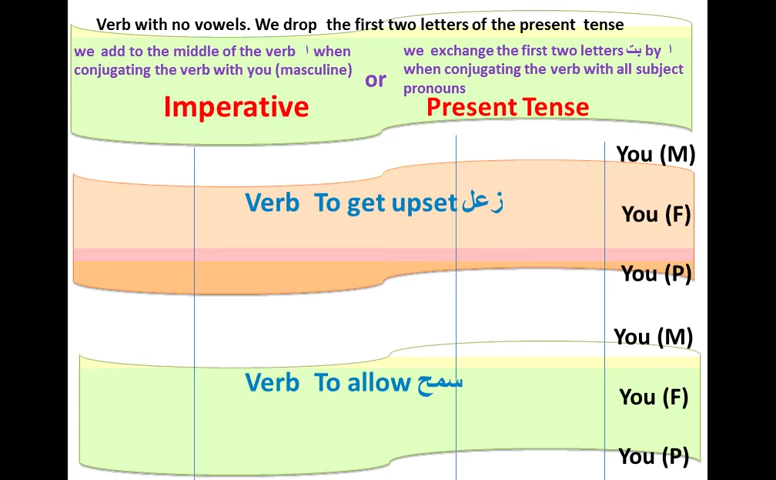 Verb with no vowels. We drop the first two letters of the present tense
we add to the middle of the verb ا when
conjugating the verb with you (masculine)
or
we exchange the first two letters بت by ا
when conjugating the verb with all subject
pronouns
Imperative
Present Tense
You (M)
Verb To get upset زعل
You (F)
You (P)
You (M)
Verb To allow سمح
You (F)
You (P)